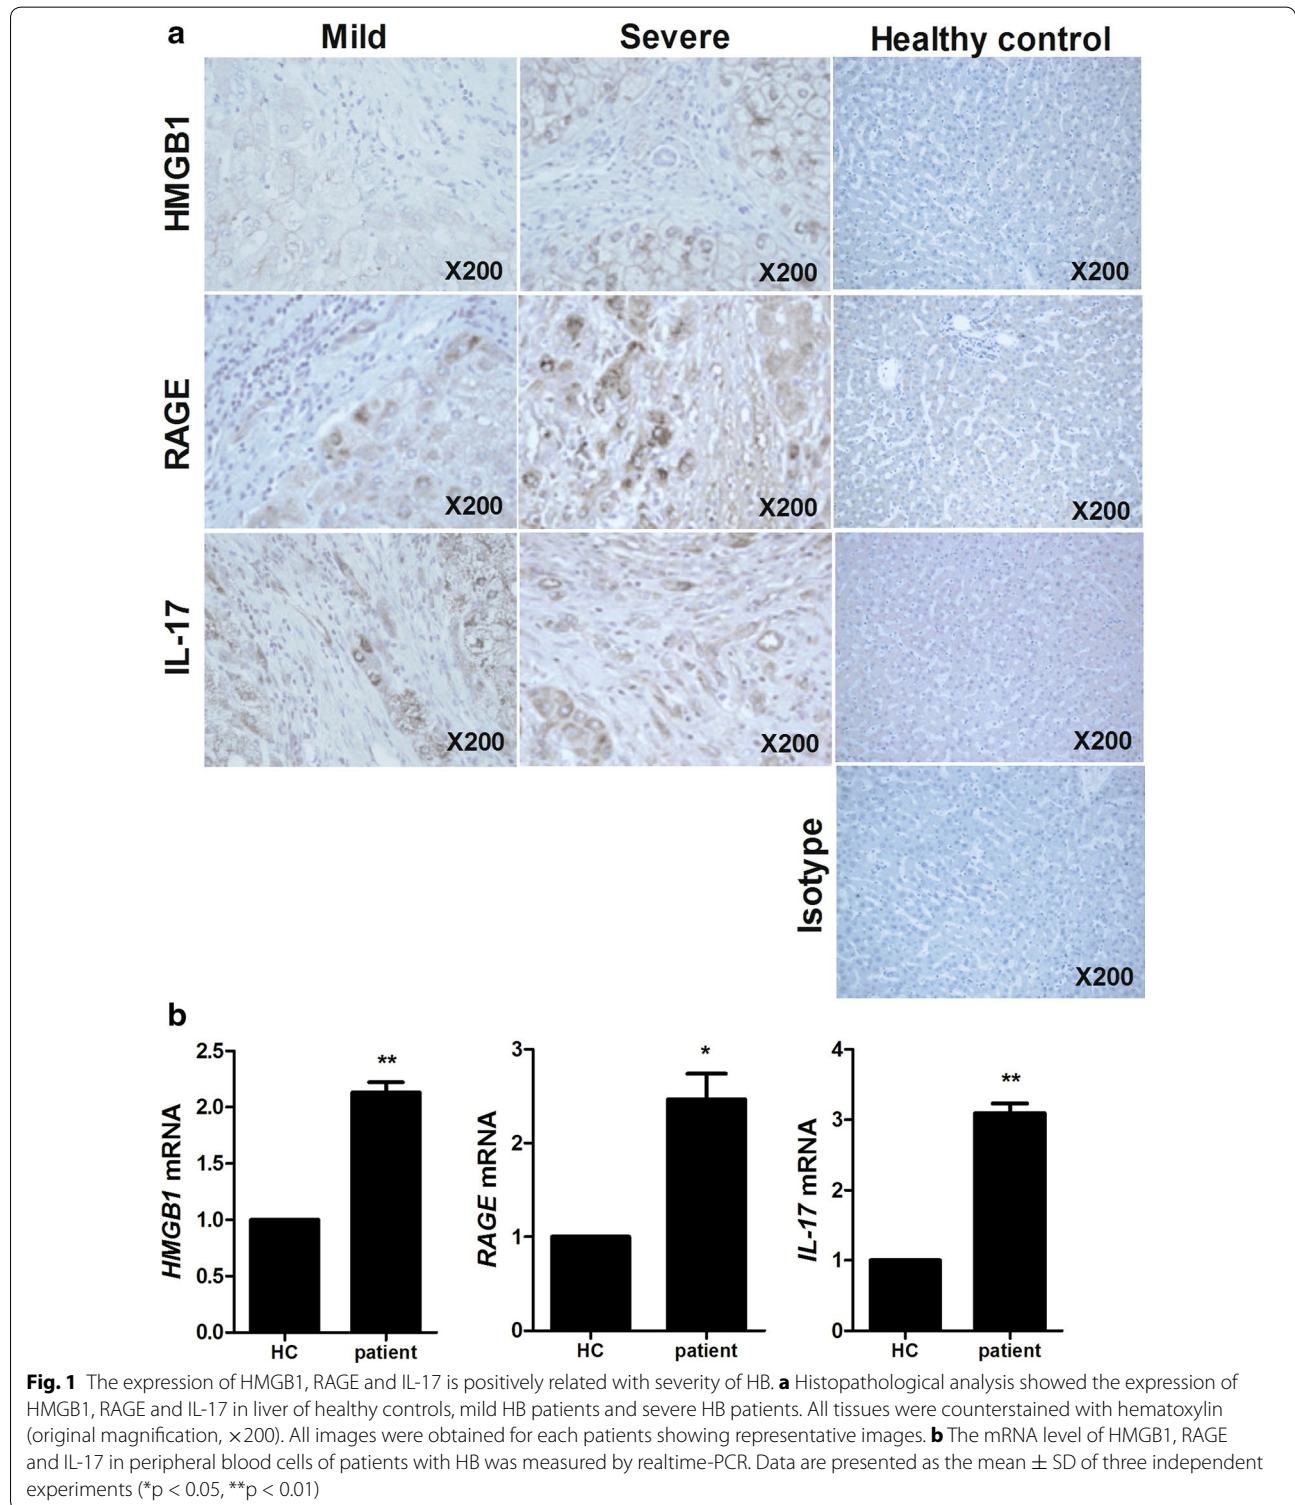 a
Mild Severe Healthy control
HMGB1
X200 X200 X200
RAGE
X200 X200 X200
IL-17
X200 X200 X200
Isotype
X200
b
HMGB1 mRNA
2.5
2.0
1.5
1.0
0.5
0.0
**
HC patient
RAGE mRNA
3
2
1
0
*
HC patient
IL-17 mRNA
4
3
2
1
0
**
HC patient
Fig. 1 The expression of HMGB1, RAGE and IL-17 is positively related with severity of HB. a Histopathological analysis showed the expression of
HMGB1, RAGE and IL-17 in liver of healthy controls, mild HB patients and severe HB patients. All tissues were counterstained with hematoxylin
(original magnification, ×200). All images were obtained for each patients showing representative images. b The mRNA level of HMGB1, RAGE
and IL-17 in peripheral blood cells of patients with HB was measured by realtime-PCR. Data are presented as the mean ± SD of three independent
experiments (*p < 0.05, **p < 0.01)